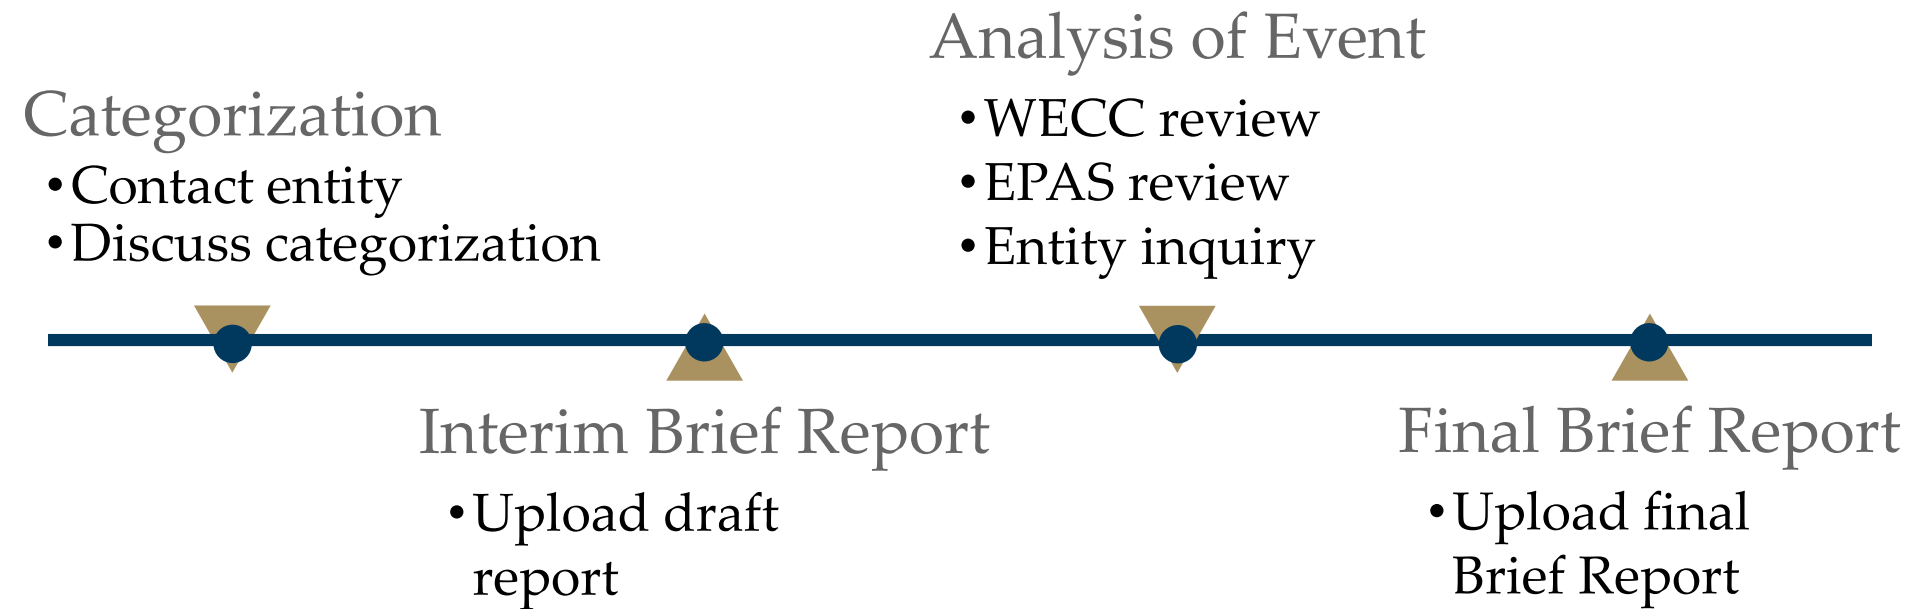 Categorization
• Contact entity
• Discuss categorization
Interim Brief Report
• Upload draft
report
Analysis of Event
• WECC review
• EPAS review
• Entity inquiry
Final Brief Report
• Upload final
Brief Report